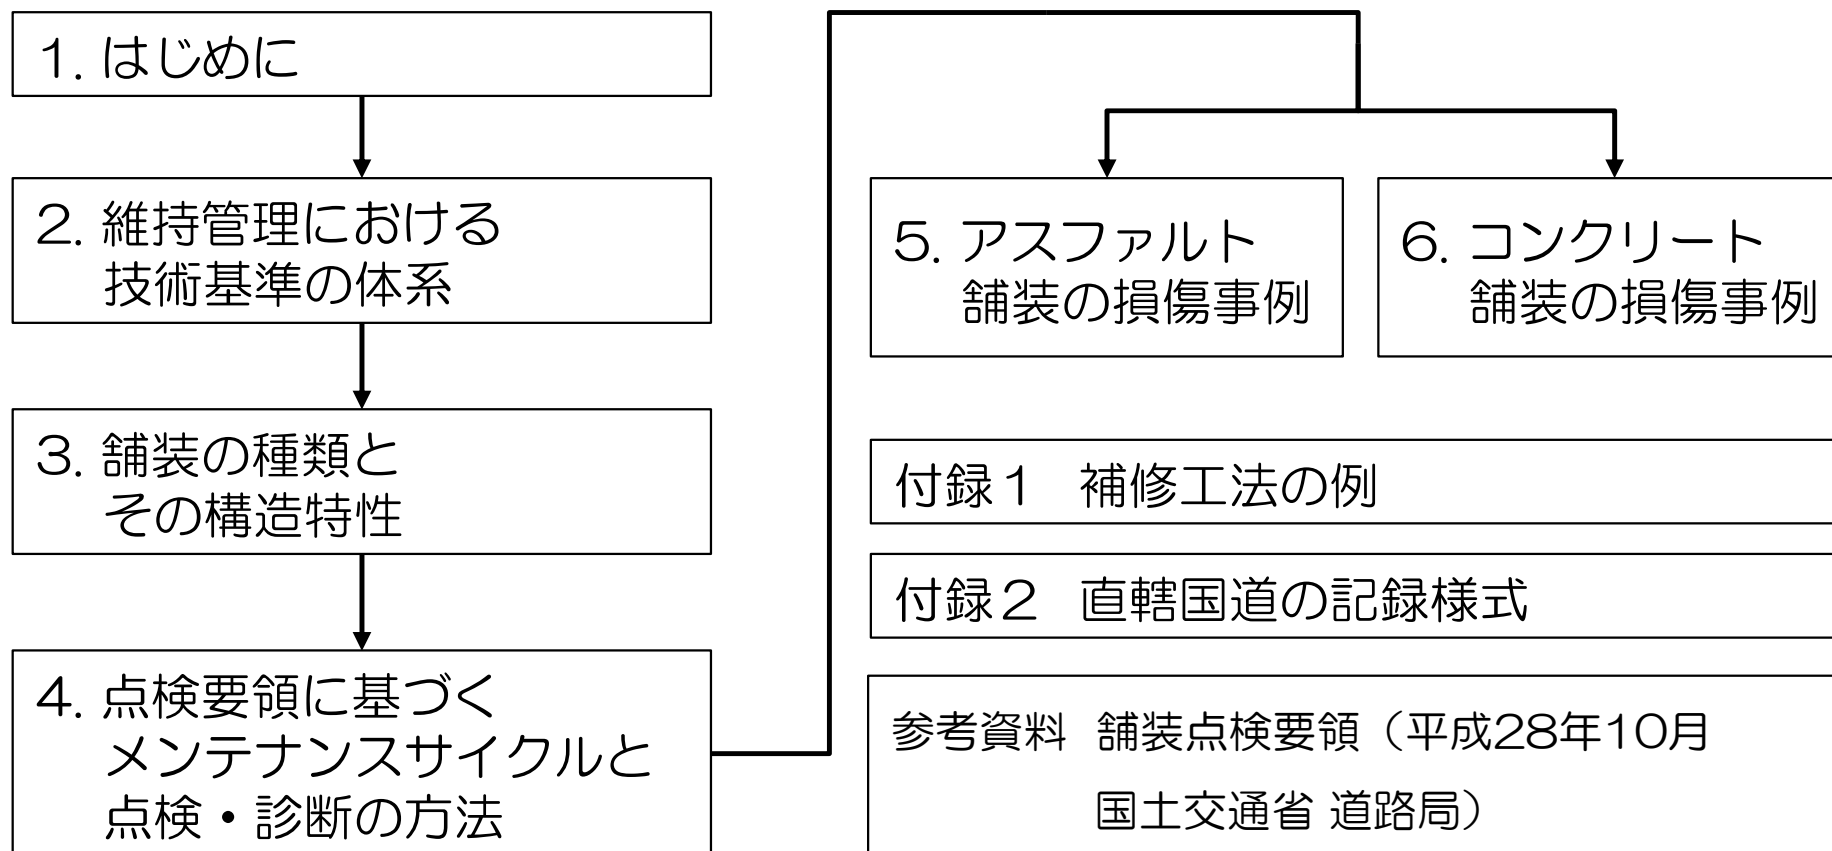 1. はじめに
2. 維持管理における
技術基準の体系
3. 舗装の種類と
その構造特性
4. 点検要領に基づく
メンテナンスサイクルと
点検・診断の方法
5. アスファルト
舗装の損傷事例
6. コンクリート
舗装の損傷事例
付録1 補修工法の例
付録2 直轄国道の記録様式
参考資料 舗装点検要領（平成28年10月
国土交通省 道路局）